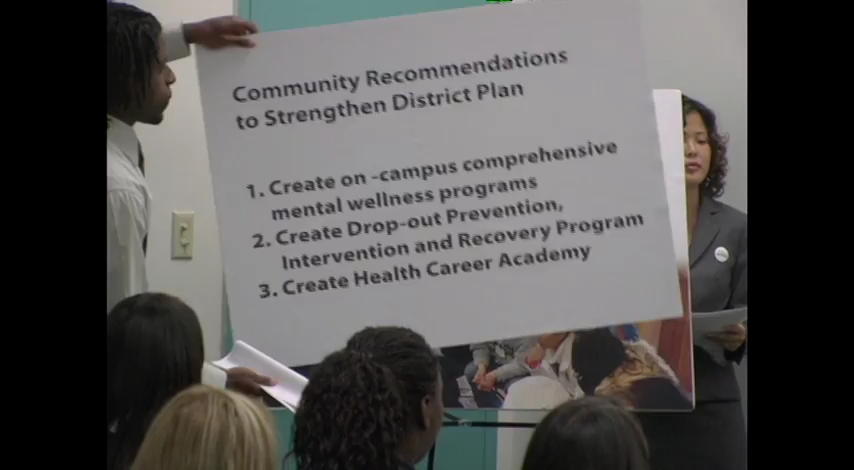 Community Recommendations
to Strengthen District Plan
1. Create on -campus comprehensive
mental wellness programs
2. Create Drop-out Prevention,
Intervention and Recovery Program
3. Create Health Career Academy